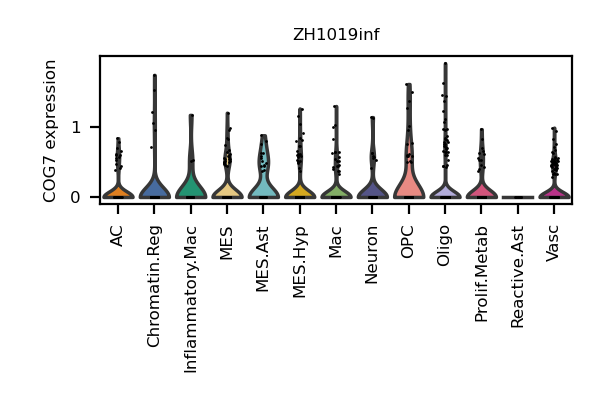 ZH1019inf
COG7 expression
1
0
AC
Chromatin.Reg
Inflammatory.Mac
MES
MES.Ast
MES.Hyp
Mac
Neuron
OPC
Oligo
Prolif.Metab
Reactive.Ast
Vasc